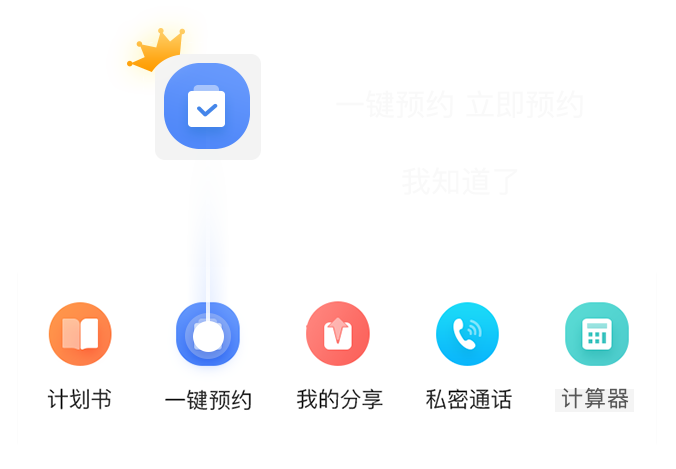 一键预约 立即预约
我知道了
计划书
一键预约
我的分享
私密通话
计算器